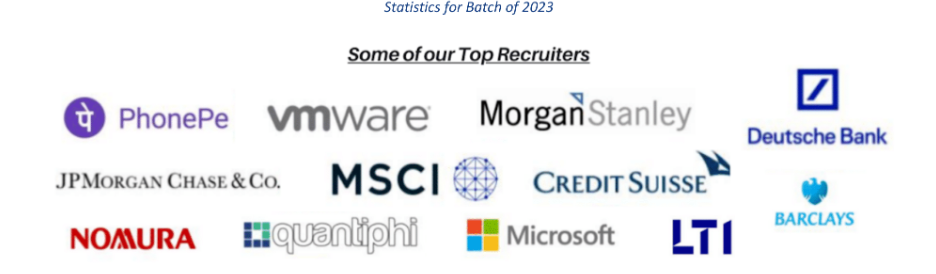 Statistics for Batch of 2023
Some of our Top Recruiters
पे PhonePe
vmware
Morgan Stanley
Deutsche Bank
JPMORGAN CHASE & CO.
MSCI
CREDIT SUISSE
BARCLAYS
NOMURA
quantiphi
Microsoft
LTI